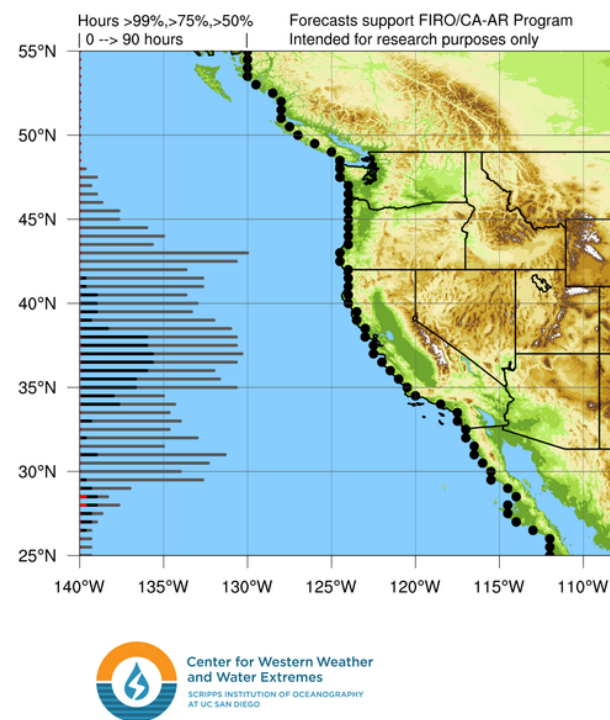 Hours >99%,>75%,>50%
| 0 --> 90 hours |
Forecasts support FIRO/CA-AR Program
Intended for research purposes only
55°N
50°N
45°N
40°N
35°N
30°N
25°N
140°W 135°W 130°W 125°W 120°W 115°W 110°W
Center for Western Weather
and Water Extremes
SCRIPPS INSTITUTION OF OCEANOGRAPHY
AT UC SAN DIEGO